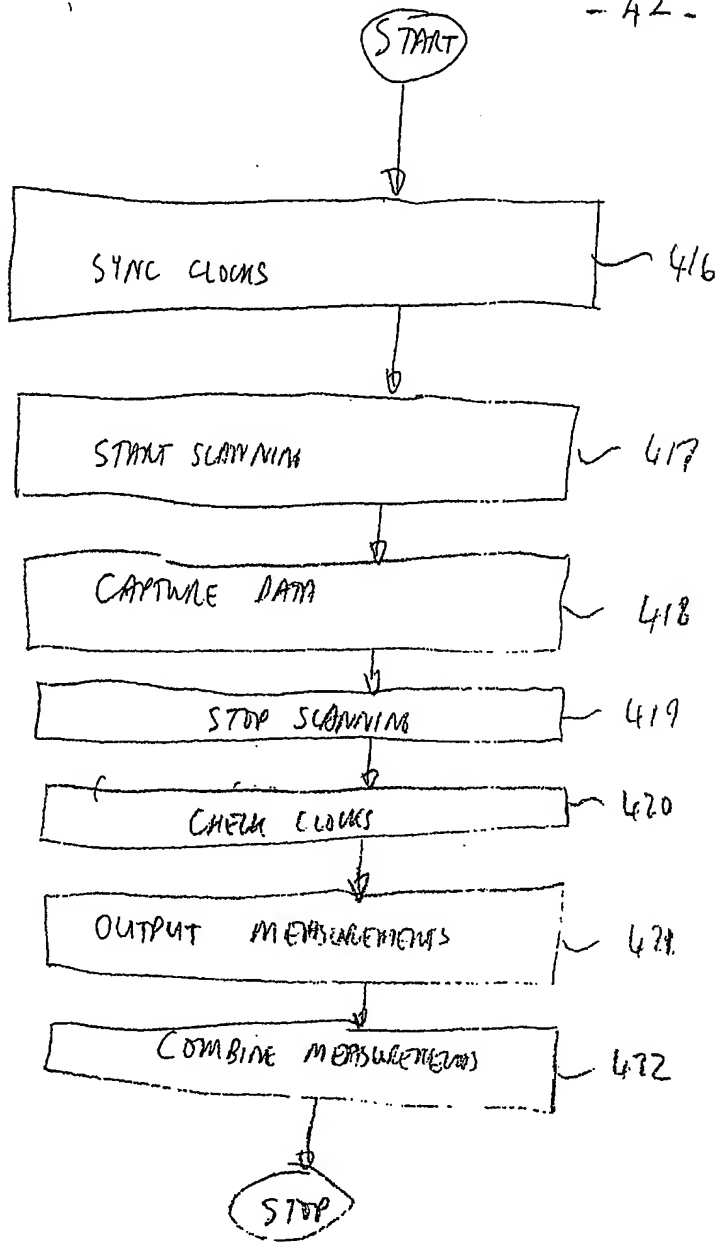 - 42 -
START
SYNC CLOCKS
416
START SCANNING
417
CAPTURE DATA
418
STOP SCANNING
419
CHECK CLOCKS
420
OUTPUT MEASUREMENTS
421
COMBINE MEASUREMENTS
422
STOP